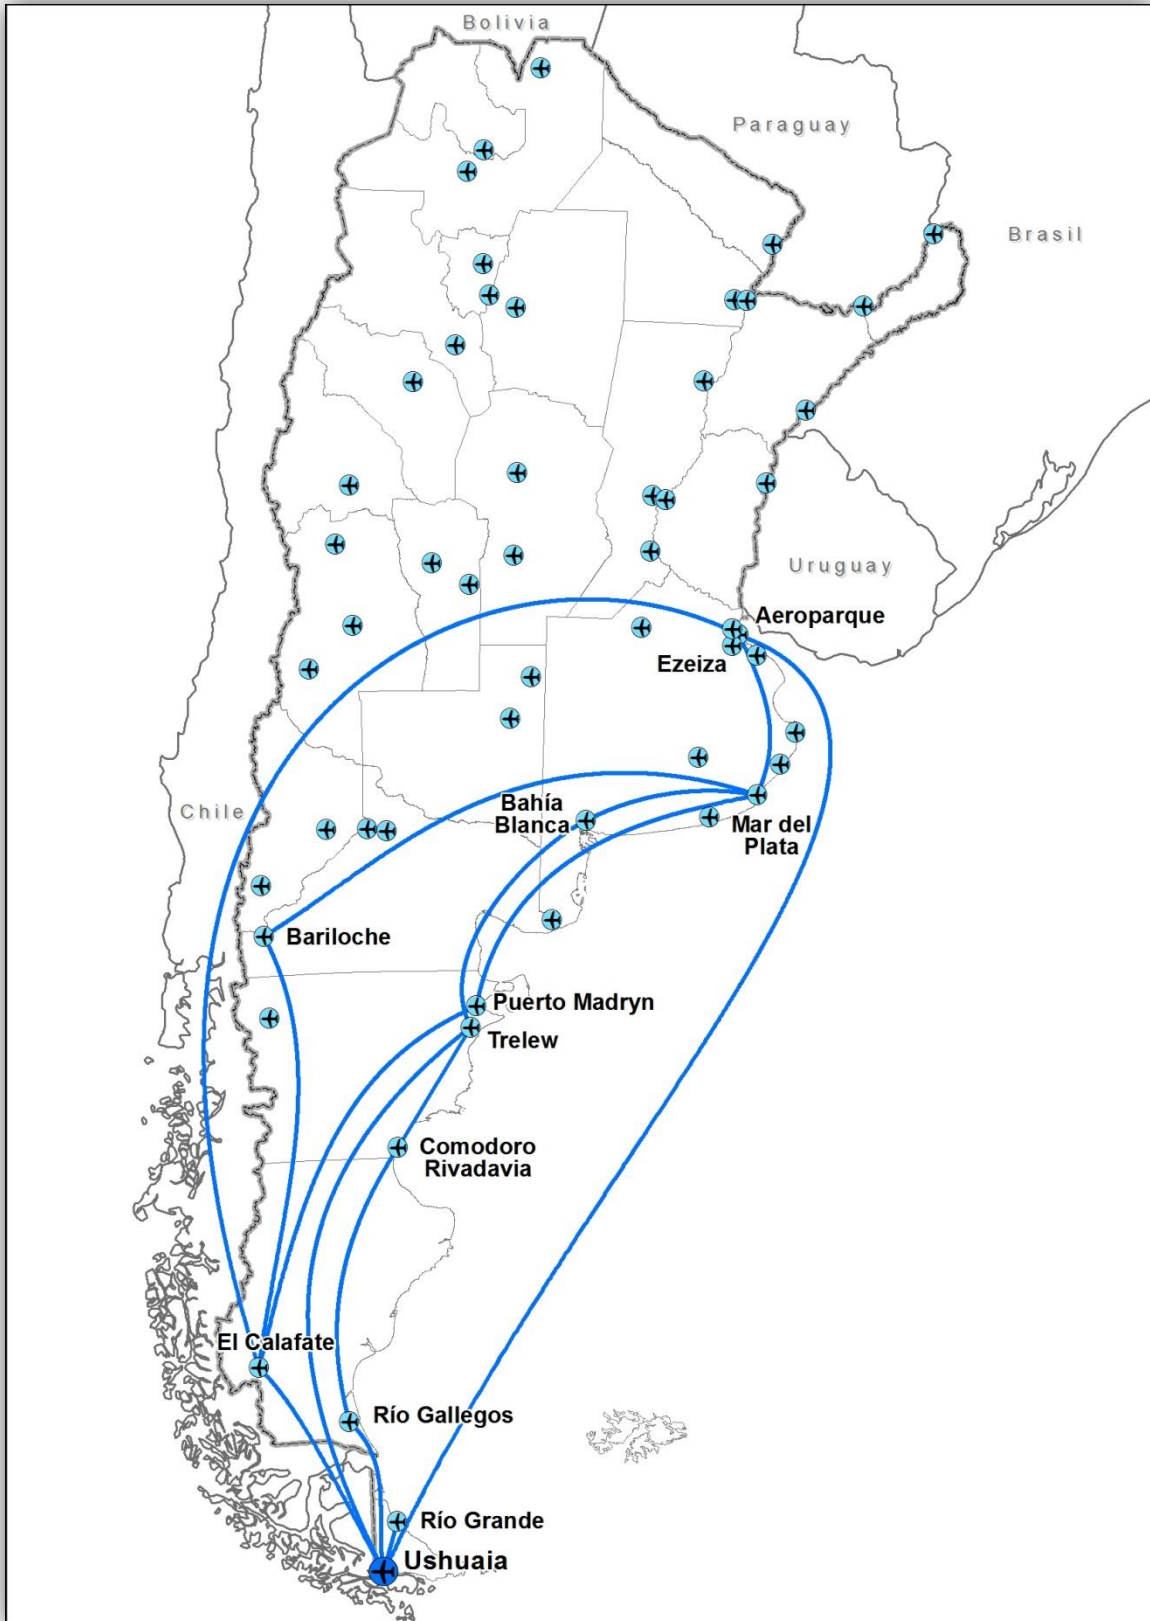 Bolivia
Paraguay
Brasil
Uruguay
Aeroparque
Ezeiza
Chile
Bahía
Blanca
Mar del
Plata
Bariloche
Puerto Madryn
Trelew
Comodoro
Rivadavia
El Calafate
Río Gallegos
Río Grande
Ushuaia